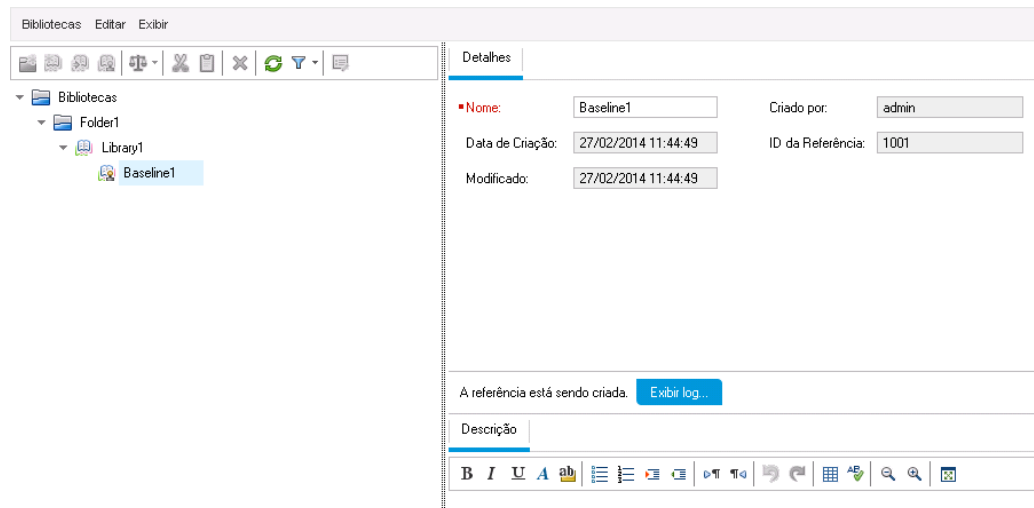 Bibliotecas Editar Exibir
Detalhes
Bibliotecas
Folder1
Library1
Baseline1
Nome: Baseline1 Criado por: admin
Data de Criação: 27/02/2014 11:44:49 ID da Referência: 1001
Modificado: 27/02/2014 11:44:49
A referência está sendo criada. Exibir log...
Descrição
B I U A ab